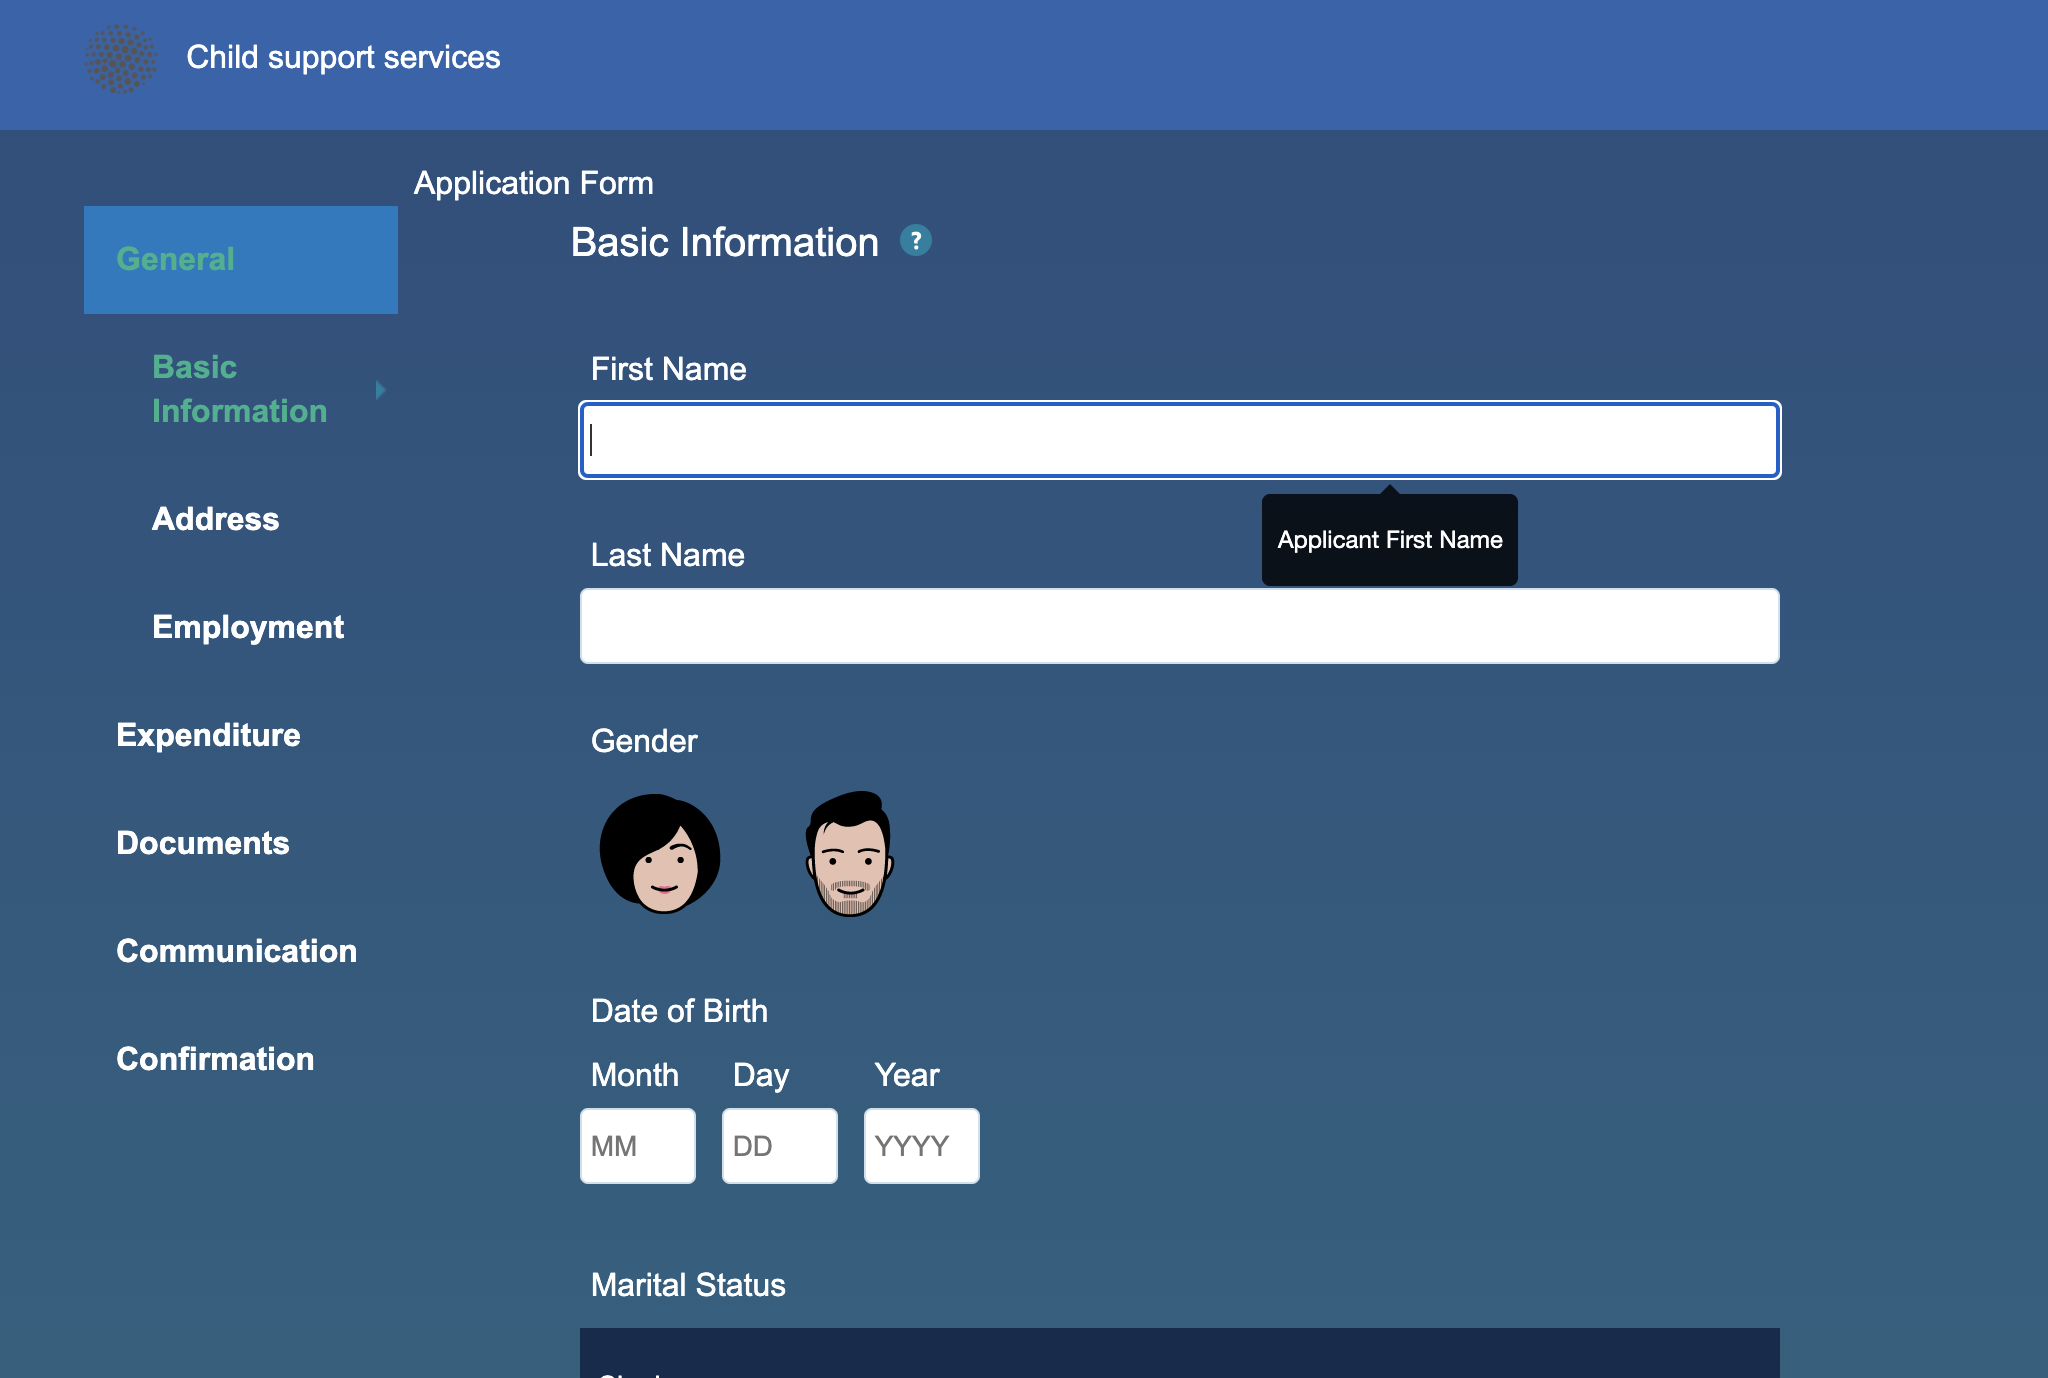 Child support services
Application Form
General
Basic Information
?
Basic
Information
Address
Employment
Expenditure
Documents
Communication
Confirmation
First Name
Applicant First Name
Last Name
Gender
Date of Birth
Month Day Year
MM DD YYYY
Marital Status